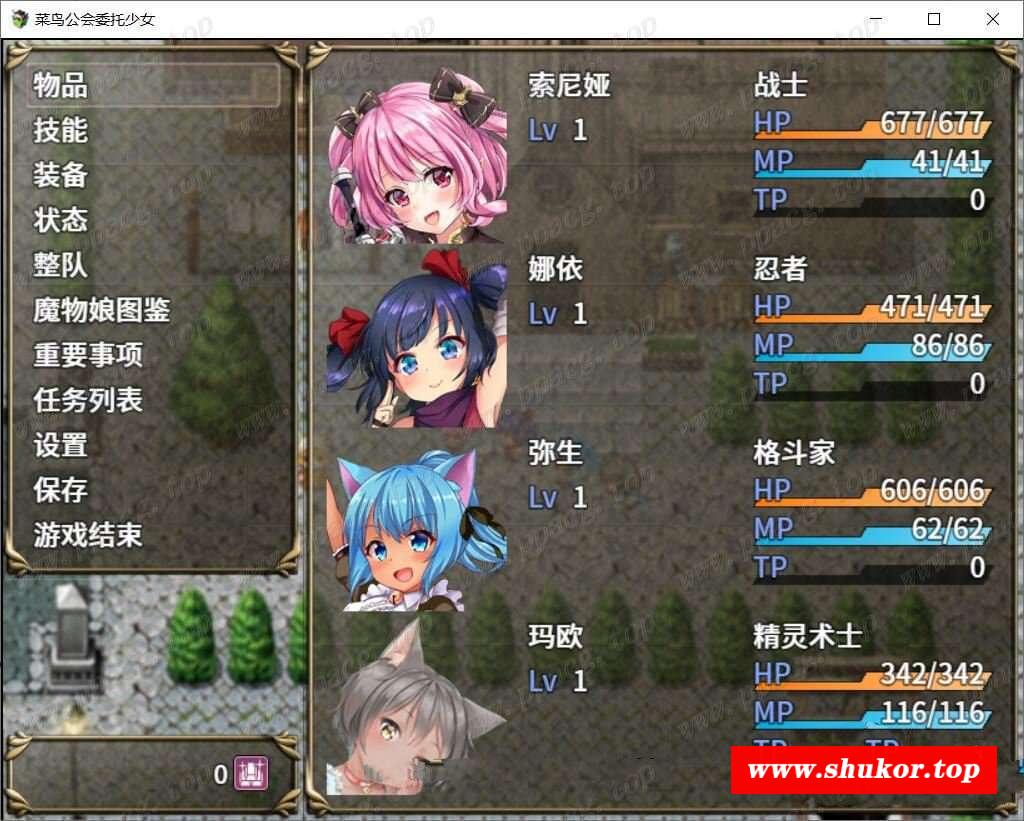 菜鸟公会委托少女
物品
技能
装备
状态
整队
魔物娘图鉴
重要事项
任务列表
设置
保存
游戏结束
0
索尼娅
Lv 1
战士
HP 677/677
MP 41/41
TP 0
娜依
Lv 1
忍者
HP 471/471
MP 86/86
TP 0
弥生
Lv 1
格斗家
HP 606/606
MP 62/62
TP 0
玛欧
Lv 1
精灵术士
HP 342/342
MP 116/116
TP TP
www.shukor.top